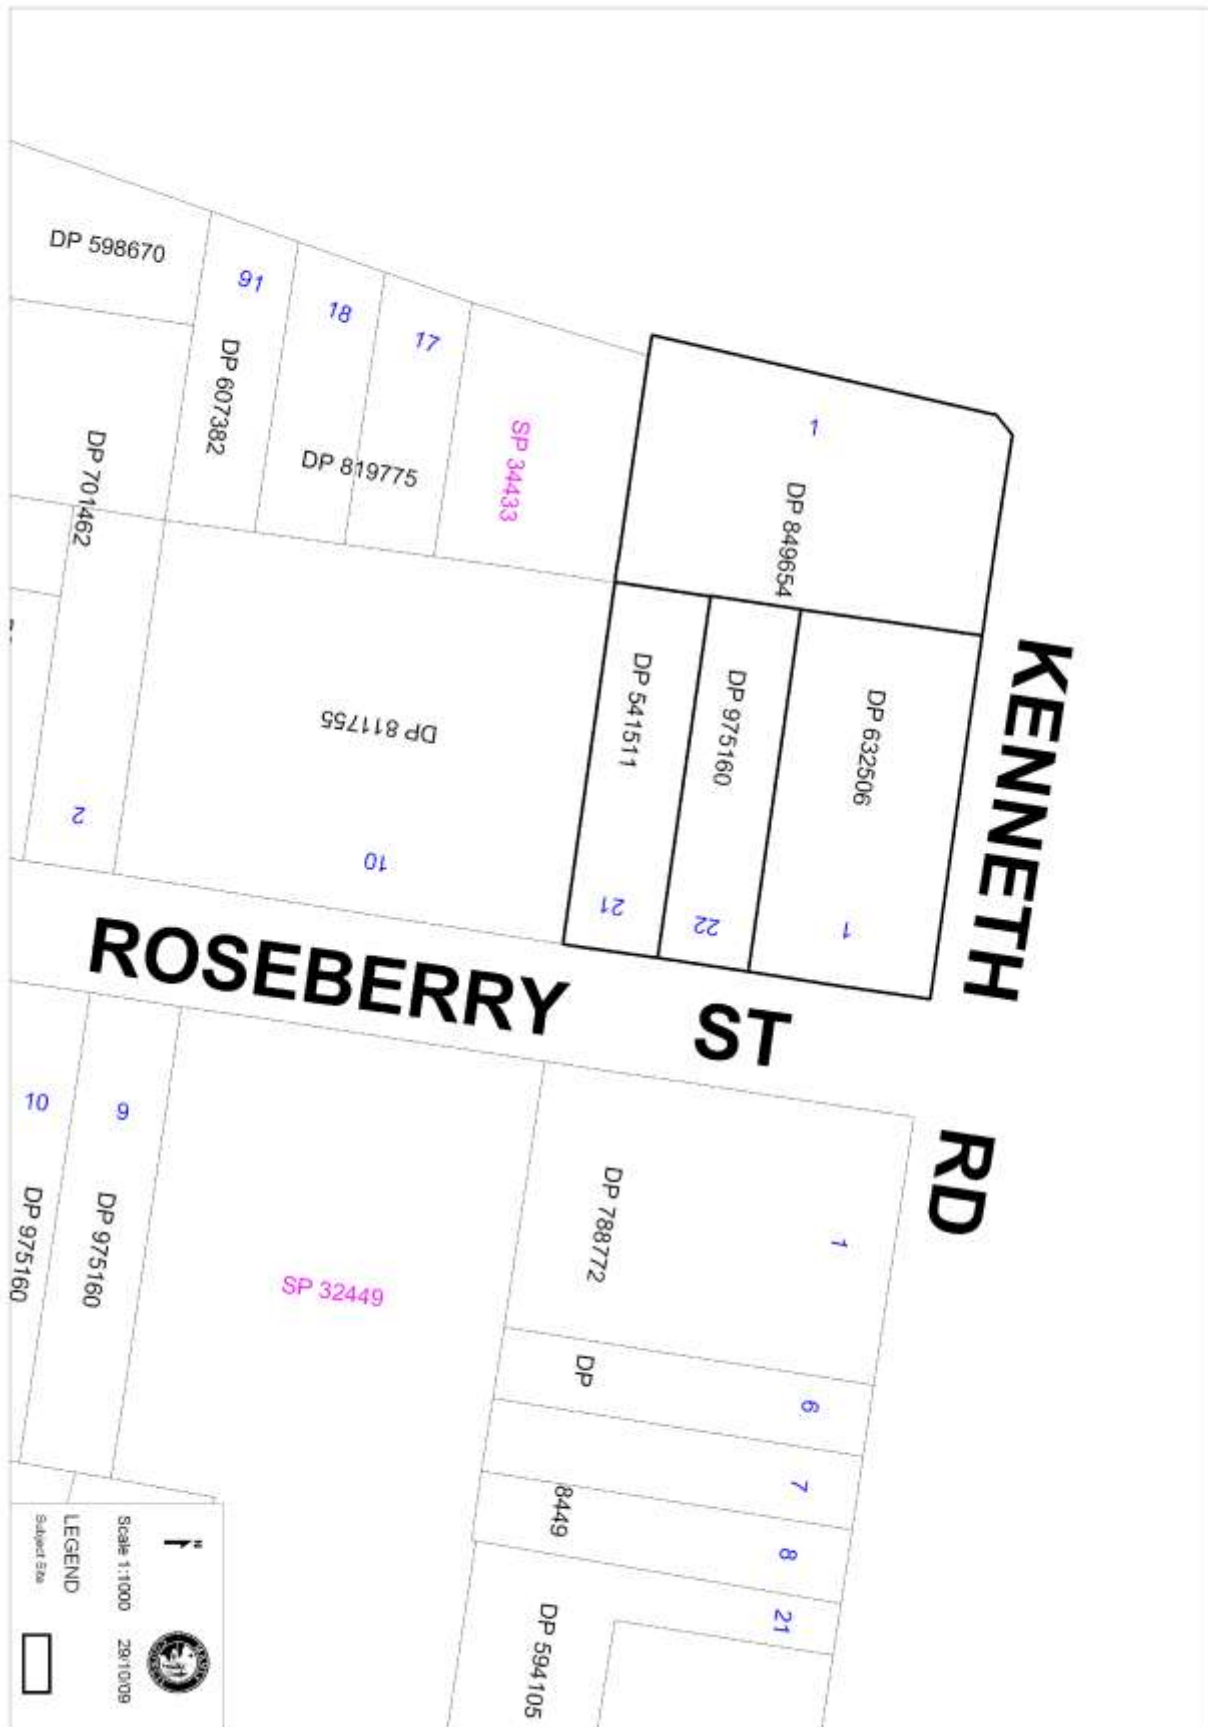 DP 598670
91
18
17
DP 607382
DP 819775
SP 34433
DP 701462
1
DP 849654
DP 811755
10
2
DP 541511
21
DP 975160
22
DP 632506
1
KENNETH
RD
ROSEBERRY ST
10
DP 975160
9
DP 975160
SP 32449
DP 788772
1
DP
6
7
8449
8
21
DP 594105
N
Scale 1:1000 29/10/09
LEGEND
Subject Site